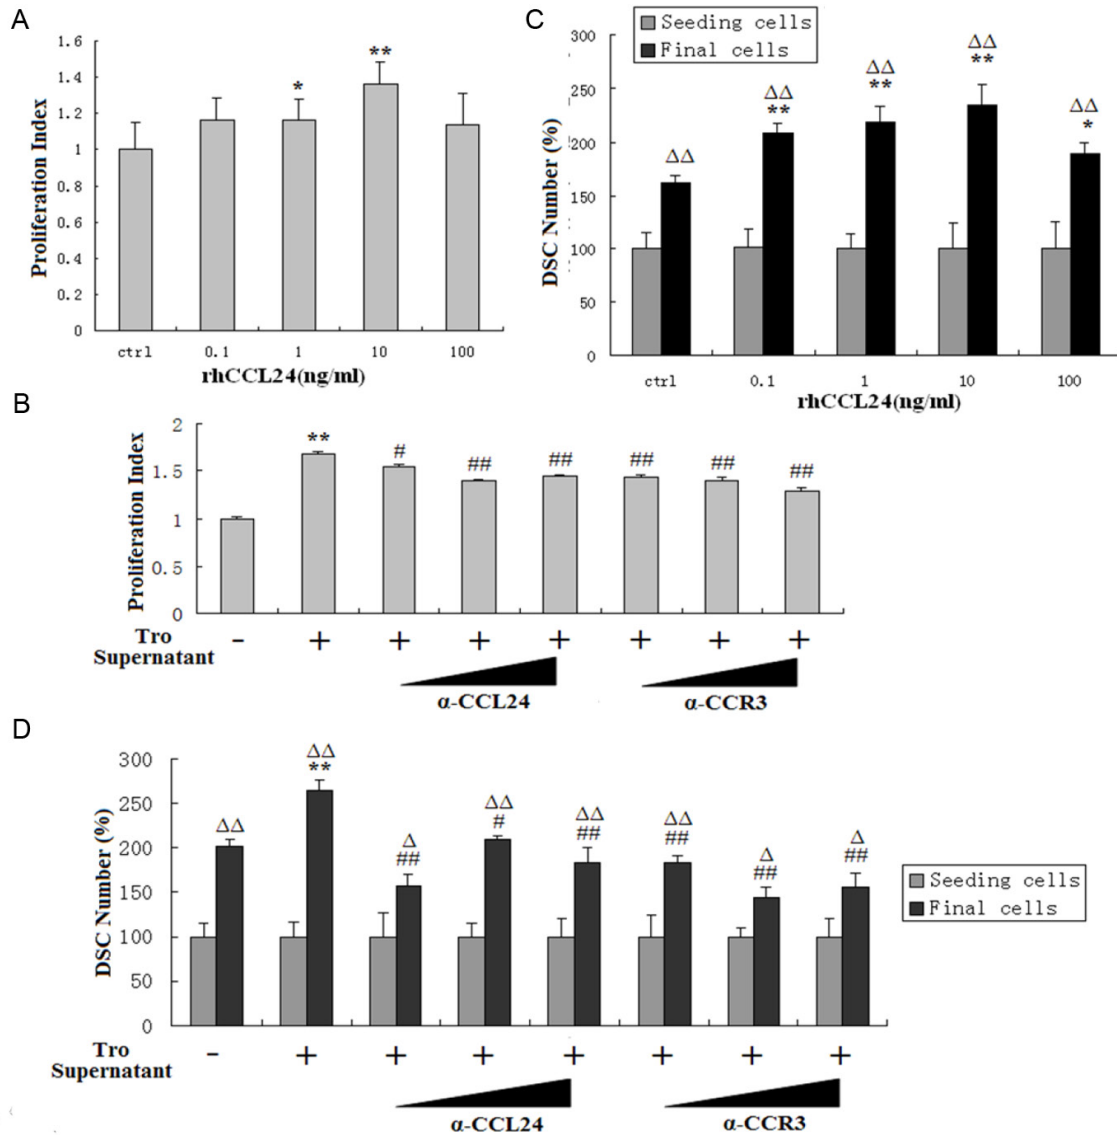 A
1.6
1.4
1.2
1
0.8
0.6
0.4
0.2
0
Proliferation Index
*
**
ctrl 0.1 1 10 100
rhCCL24(ng/ml)
C
Seeding cells
Final cells
300
250
200
150
100
50
0
DSC Number (%)
ΔΔ
ΔΔ
**
ΔΔ
**
ΔΔ
**
ΔΔ
*
ctrl 0.1 1 10 100
rhCCL24(ng/ml)
B
2
1.5
1
0.5
0
Proliferation Index
** # ## ## ## ## ##
Tro
Supernatant
- + + + + + + +
α-CCL24 α-CCR3
D
300
250
200
150
100
50
0
DSC Number (%)
ΔΔ
ΔΔ
**
Δ
##
ΔΔ
#
ΔΔ
##
ΔΔ
##
Δ
##
Δ
##
Seeding cells
Final cells
Tro
Supernatant
- + + + + + + +
α-CCL24 α-CCR3